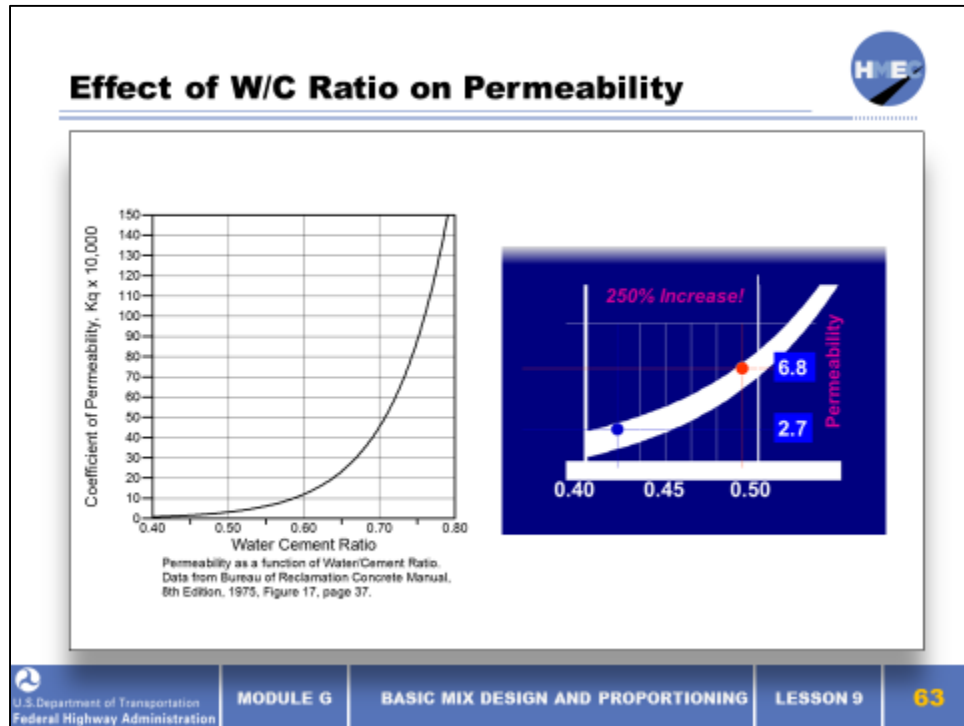 Effect of W/C Ratio on Permeability
HMEC
Coefficient of Permeability, Kq x 10,000
150
140
130
120
110
100
90
80
70
60
50
40
30
20
10
0
0.40 0.50 0.60 0.70 0.80
Water Cement Ratio
Permeability as a function of Water/Cement Ratio.
Data from Bureau of Reclamation Concrete Manual,
8th Edition, 1975, Figure 17, page 37.
250% Increase!
6.8
2.7
Permeability
0.40 0.45 0.50
U.S.Department of Transportation
Federal Highway Administration
MODULE G
BASIC MIX DESIGN AND PROPORTIONING
LESSON 9
63